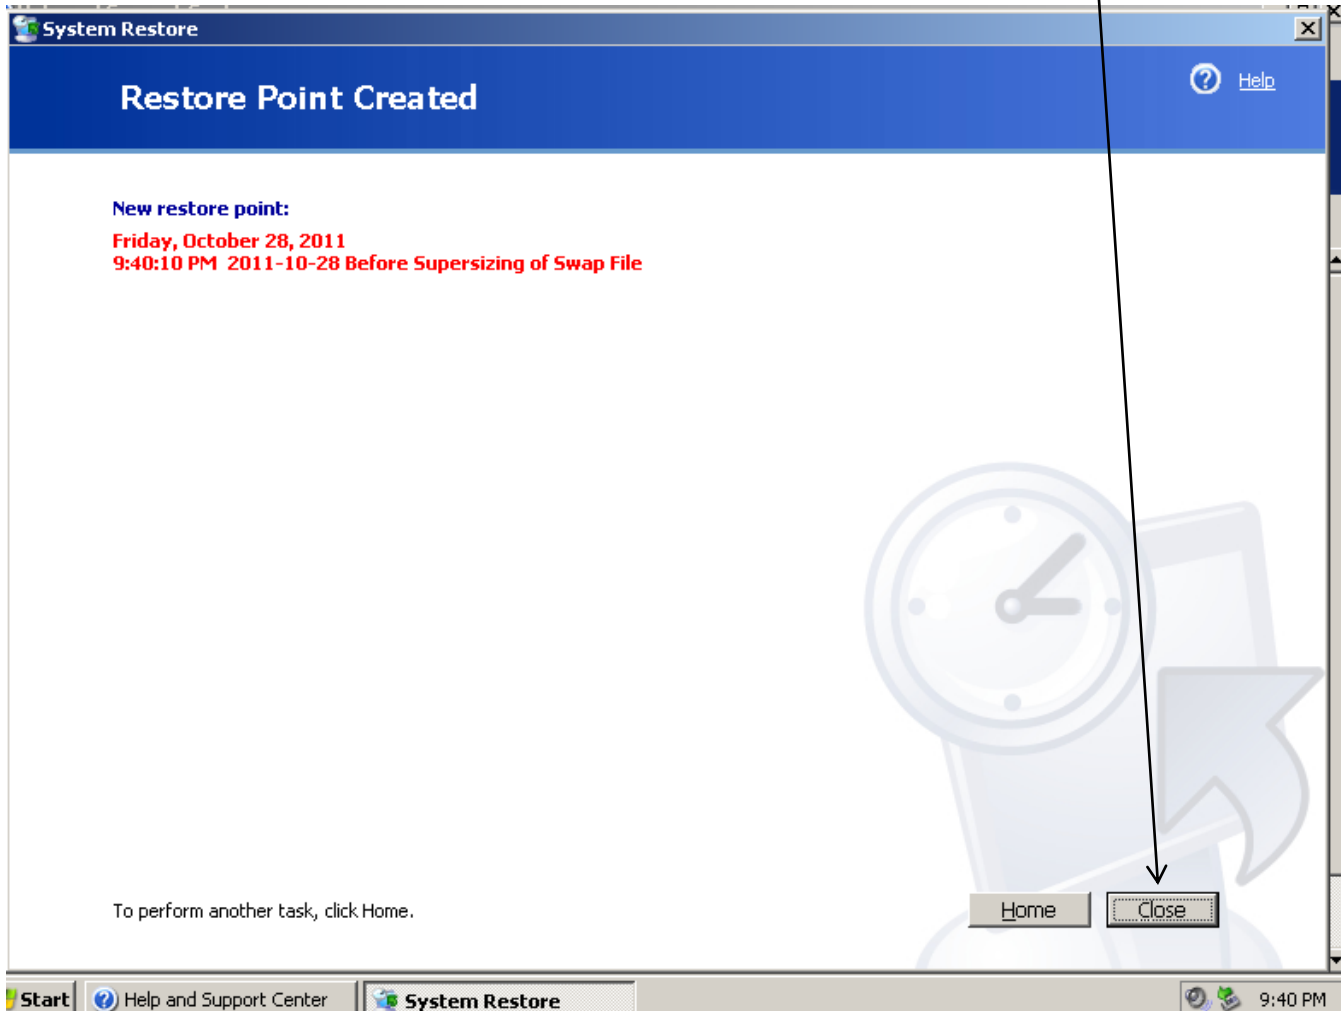 System Restore
Restore Point Created
Help
New restore point:
Friday, October 28, 2011
9:40:10 PM 2011-10-28 Before Supersizing of Swap File
To perform another task, click Home.
Home
Close
Start
Help and Support Center
System Restore
9:40 PM